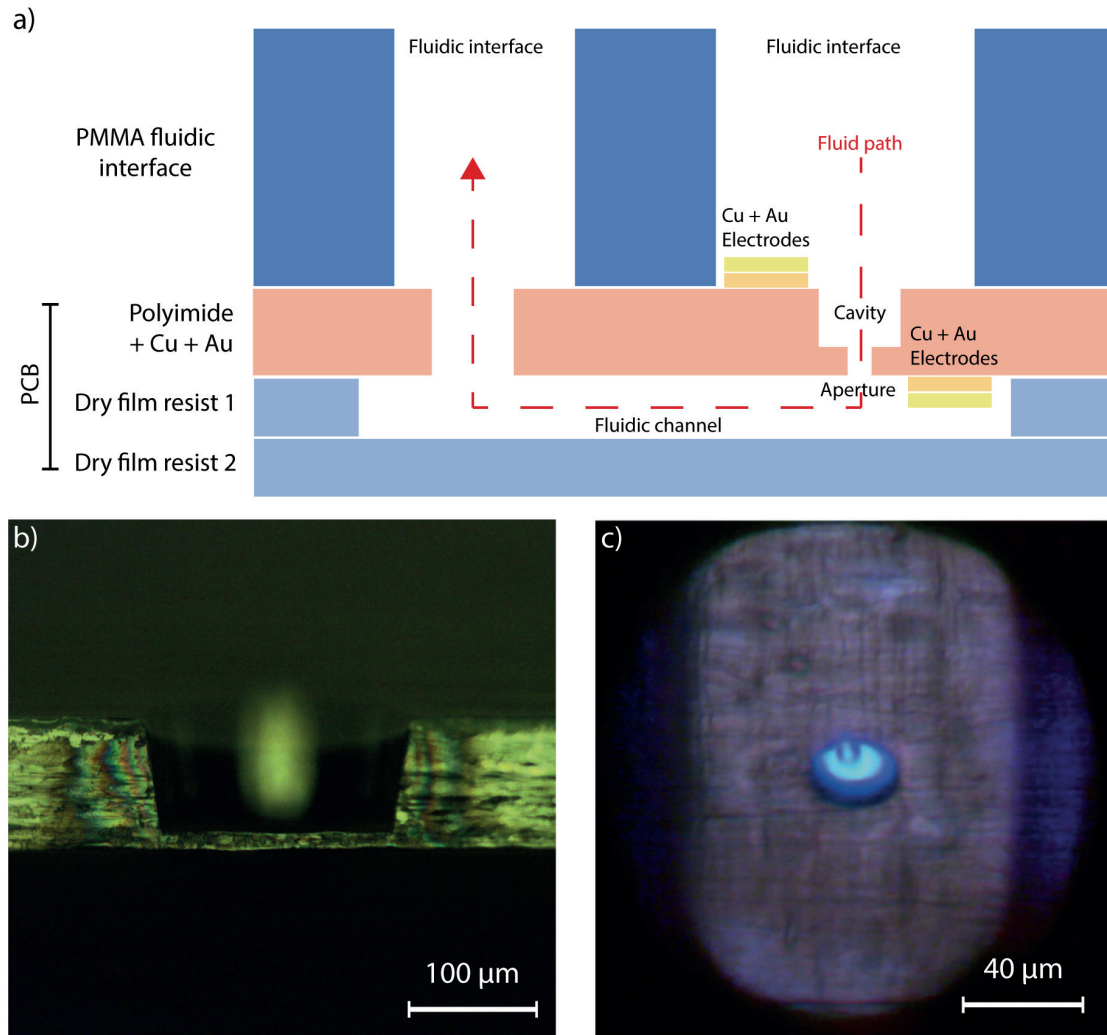 a)
Fluidic interface
Fluidic interface
PMMA fluidic
interface
Fluid path
Cu + Au
Electrodes
Polyimide
+ Cu + Au
Cavity
Cu + Au
Electrodes
PCB
Dry film resist 1
Aperture
Fluidic channel
Dry film resist 2
b)
100 µm
c)
40 µm